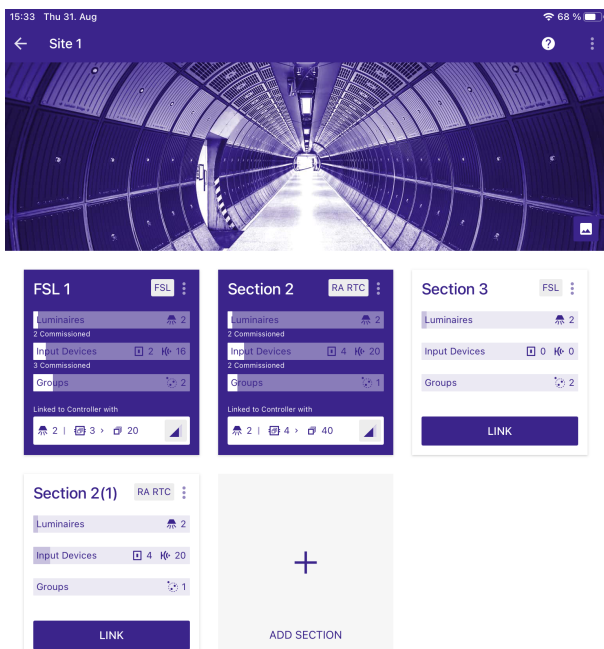 15:33 Thu 31. Aug 68 %
Site 1
FSL 1 FSL
Luminaires 2
2 Commissioned
Input Devices 2 16
3 Commissioned
Groups 2
Linked to Controller with
2 | 3 > 20
Section 2 RA RTC
Luminaires 2
2 Commissioned
Input Devices 4 20
2 Commissioned
Groups 1
Linked to Controller with
2 | 4 > 40
Section 3 FSL
Luminaires 2
Input Devices 0 0
Groups 2
LINK
Section 2(1) RA RTC
Luminaires 2
Input Devices 4 20
Groups 1
LINK
ADD SECTION